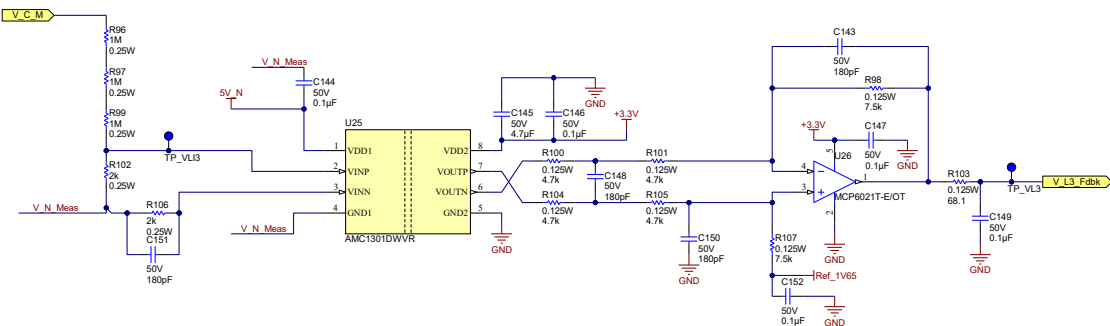 V_C_M
R96
1M
0.25W
R97
1M
0.25W
R99
1M
0.25W
R102
2k
0.25W
TP_VLI3
V_N_Meas
R106
2k
0.25W
C151
50V
180pF
V_N_Meas
C144
50V
0.1µF
5V_N
V_N_Meas
U25
1
2
3
4
VDD1
VINP
VINN
GND1
VDD2
VOUTP
VOUTN
GND2
8
7
6
5
AMC1301DWVR
GND
C145
50V
4.7µF
C146
50V
0.1µF
GND
+3.3V
R100
0.125W
4.7k
R104
0.125W
4.7k
C148
50V
180pF
R101
0.125W
4.7k
R105
0.125W
4.7k
C150
50V
180pF
GND
C143
50V
180pF
R98
0.125W
7.5k
+3.3V
C147
50V
0.1µF
GND
U26
5
4
3
1
2
MCP6021T-E/OT
GND
R107
0.125W
7.5k
Ref_1V65
C152
50V
0.1µF
GND
R103
0.125W
68.1
TP_VL3
V_L3_Fdbk
C149
50V
0.1µF
GND